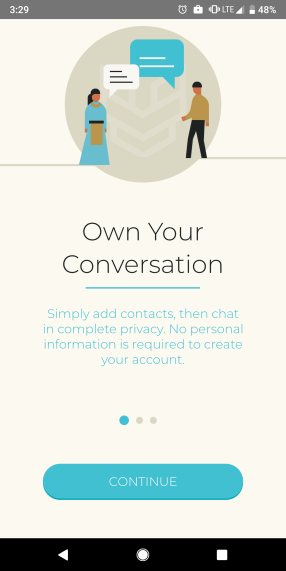 3:29 LTE 48%
Own Your
Conversation
Simply add contacts, then chat
in complete privacy. No personal
information is required to create
your account.
CONTINUE